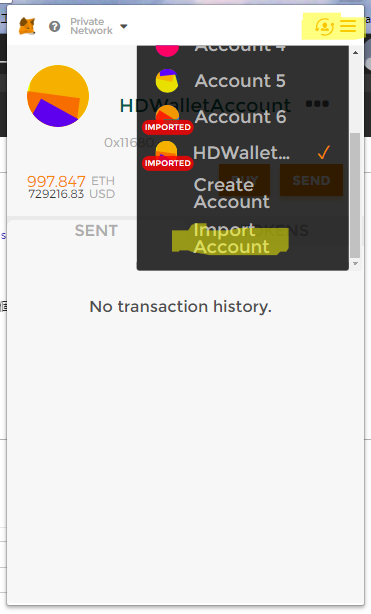 Private
Network
Account 4
Account 5
HDWalletAccount
Account 6
IMPORTED
0x11680
HDWallet...
IMPORTED
997.847 ETH
729216.83 USD
BUY
SEND
Create
Account
SENT
Import
Account
No transaction history.